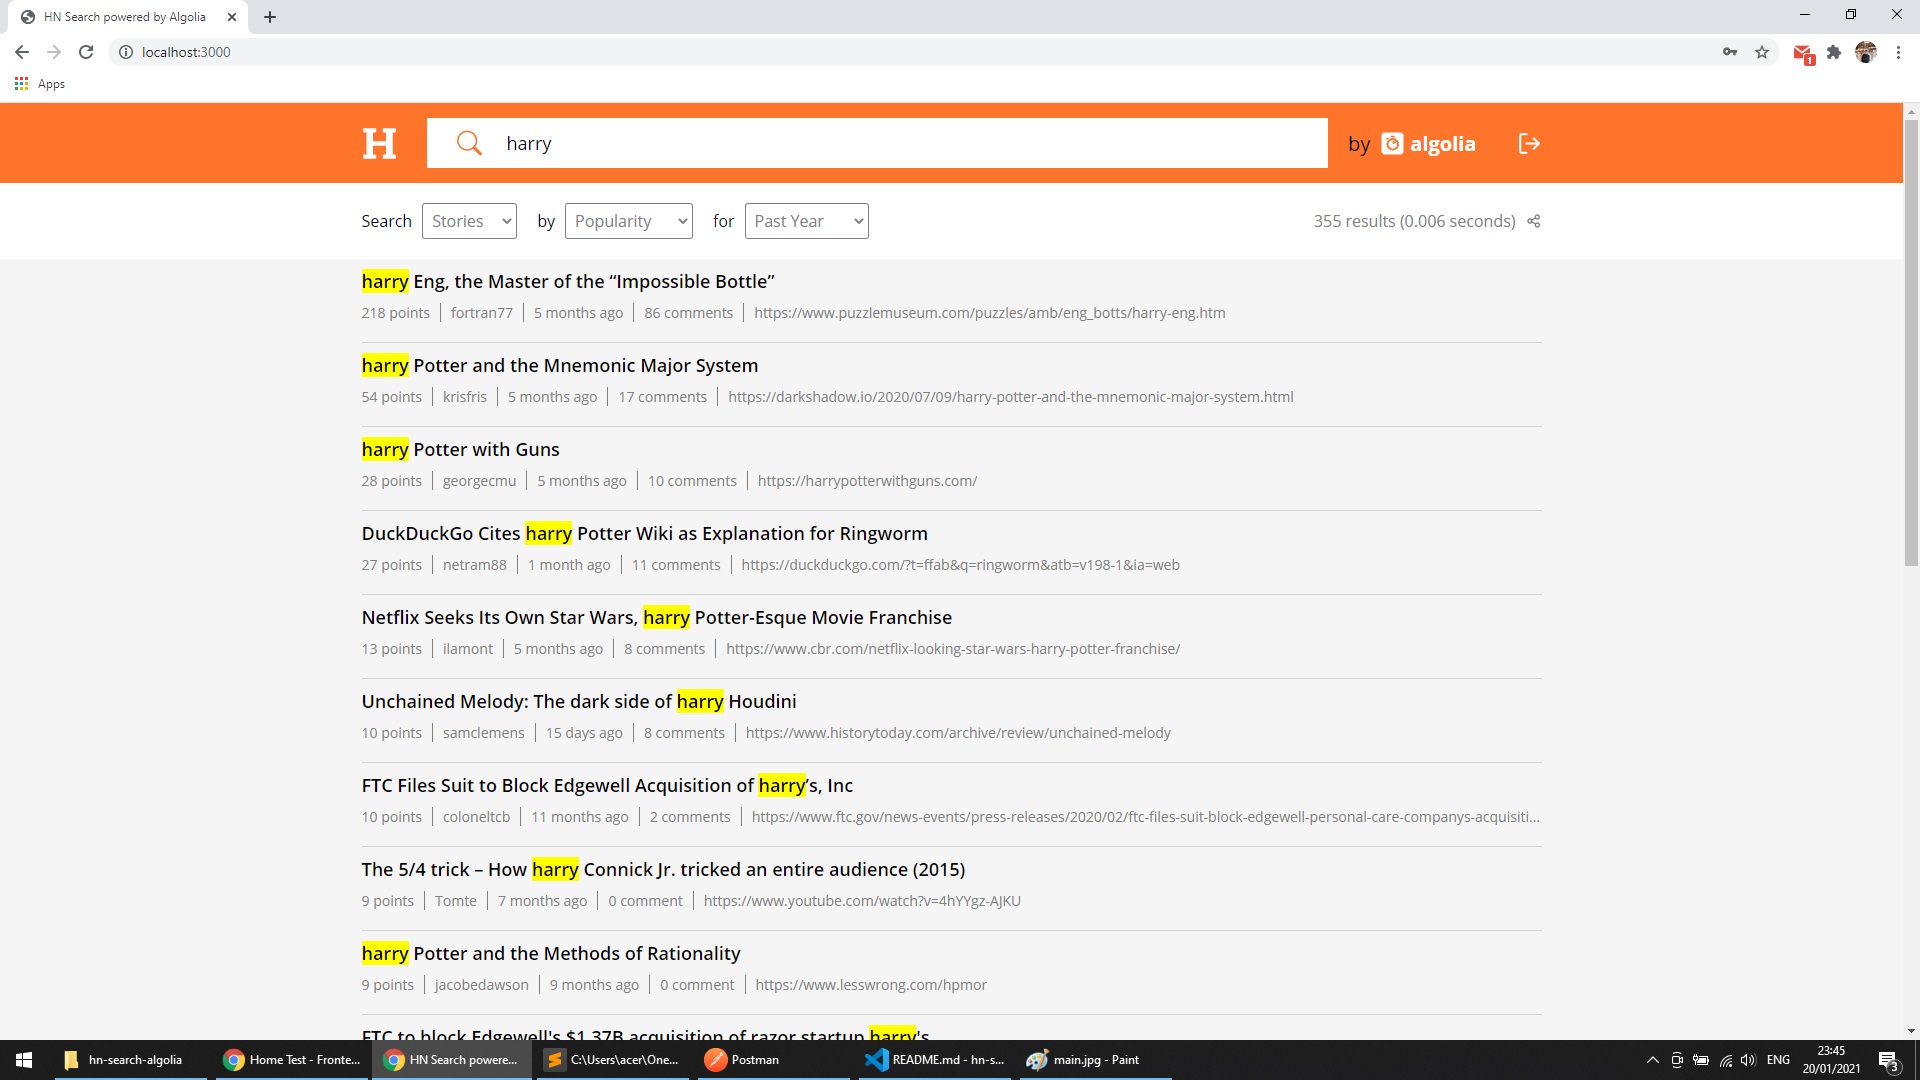 HN Search powered by Algolia
localhost:3000
1
Apps
H harry by algolia
Search Stories by Popularity for Past Year 355 results (0.006 seconds)
harry Eng, the Master of the “Impossible Bottle”
218 points fortran77 5 months ago 86 comments https://www.puzzlemuseum.com/puzzles/amb/eng_botts/harry-eng.htm
harry Potter and the Mnemonic Major System
54 points krisfris 5 months ago 17 comments https://darkshadow.io/2020/07/09/harry-potter-and-the-mnemonic-major-system.html
harry Potter with Guns
28 points georgecmu 5 months ago 10 comments https://harrypotterwithguns.com/
DuckDuckGo Cites harry Potter Wiki as Explanation for Ringworm
27 points netram88 1 month ago 11 comments https://duckduckgo.com/?t=ffab&q=ringworm&atb=v198-1&ia=web
Netflix Seeks Its Own Star Wars, harry Potter-Esque Movie Franchise
13 points ilamont 5 months ago 8 comments https://www.cbr.com/netflix-looking-star-wars-harry-potter-franchise/
Unchained Melody: The dark side of harry Houdini
10 points samclemens 15 days ago 8 comments https://www.historytoday.com/archive/review/unchained-melody
FTC Files Suit to Block Edgewell Acquisition of harry’s, Inc
10 points coloneltcb 11 months ago 2 comments https://www.ftc.gov/news-events/press-releases/2020/02/ftc-files-suit-block-edgewell-personal-care-companys-acquisiti...
The 5/4 trick – How harry Connick Jr. tricked an entire audience (2015)
9 points Tomte 7 months ago 0 comment https://www.youtube.com/watch?v=4hYYgz-AJKU
harry Potter and the Methods of Rationality
9 points jacobedawson 9 months ago 0 comment https://www.lesswrong.com/hpmor
FTC to block Edgewell's $1.37B acquisition of razor startup harry's
hn-search-algolia Home Test - Fronte... HN Search powere... C:\Users\acer\One... Postman README.md - hn-s... main.jpg - Paint ENG 23:45
20/01/2021 3